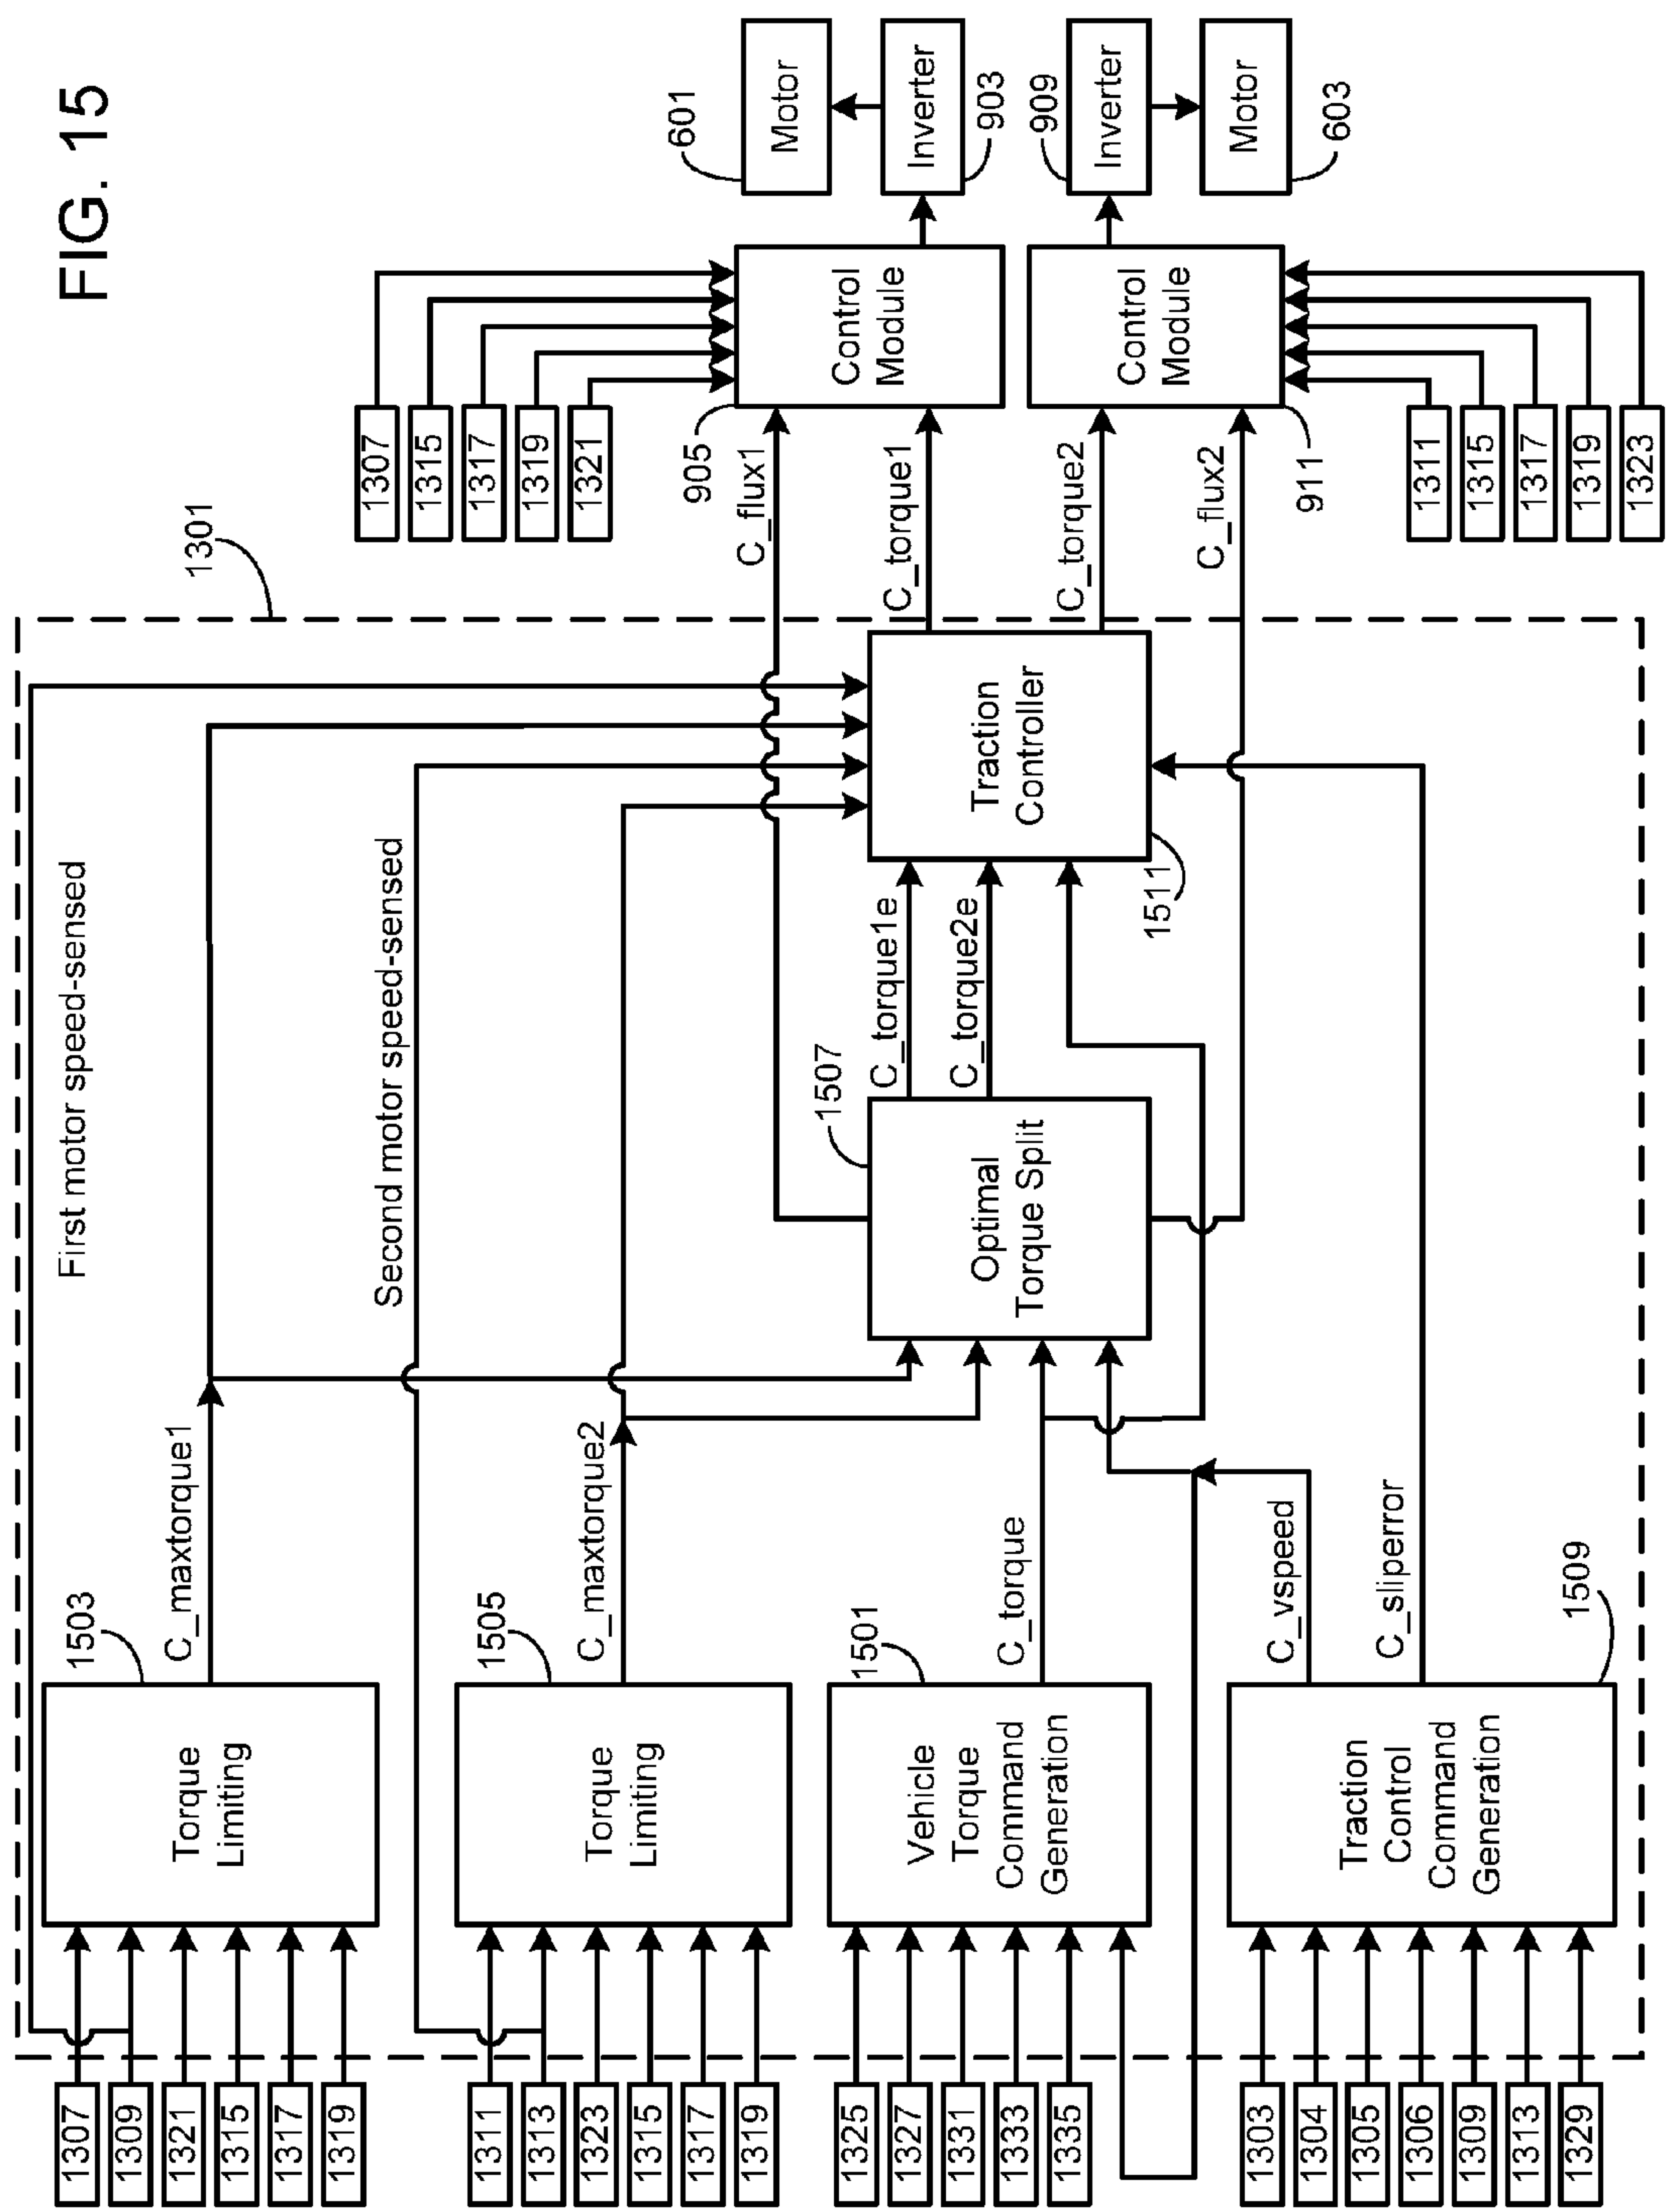 FIG. 15
1301
First motor speed-sensed
Second motor speed-sensed
1307
1309
1321
1315
1317
1319
1503
Torque
Limiting
C_maxtorque1
1311
1313
1323
1315
1317
1319
1505
Torque
Limiting
C_maxtorque2
1325
1327
1331
1333
1335
1501
Vehicle
Torque
Command
Generation
C_torque
1303
1304
1305
1306
1309
1313
1329
1509
Traction
Control
Command
Generation
C_vspeed
C_sliperror
1507
Optimal
Torque Split
C_torque1e
C_torque2e
1511
Traction
Controller
C_flux1
C_torque1
C_torque2
C_flux2
1307
1315
1317
1319
1321
905
Control
Module
911
Control
Module
1311
1315
1317
1319
1323
601
Motor
Inverter
903
909
Inverter
Motor
603